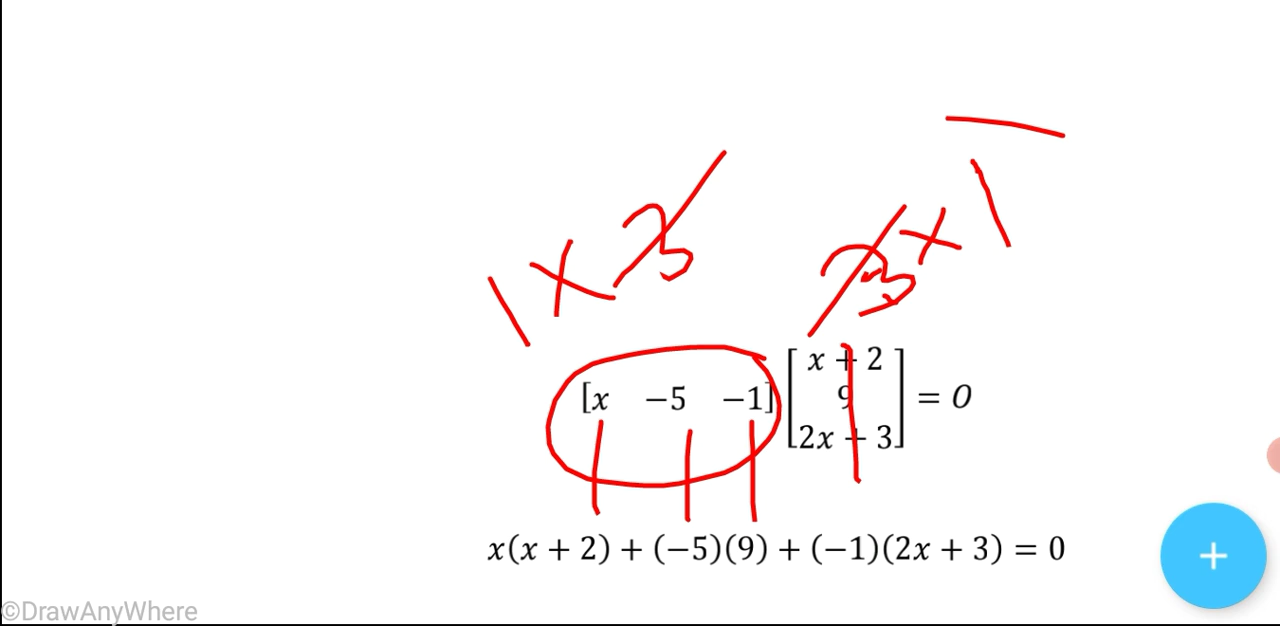 1 × 3 3 × 1
[x −5 −1] [x + 2
9
2x + 3] = 0
x(x + 2) + (−5)(9) + (−1)(2x + 3) = 0
+
©DrawAnyWhere